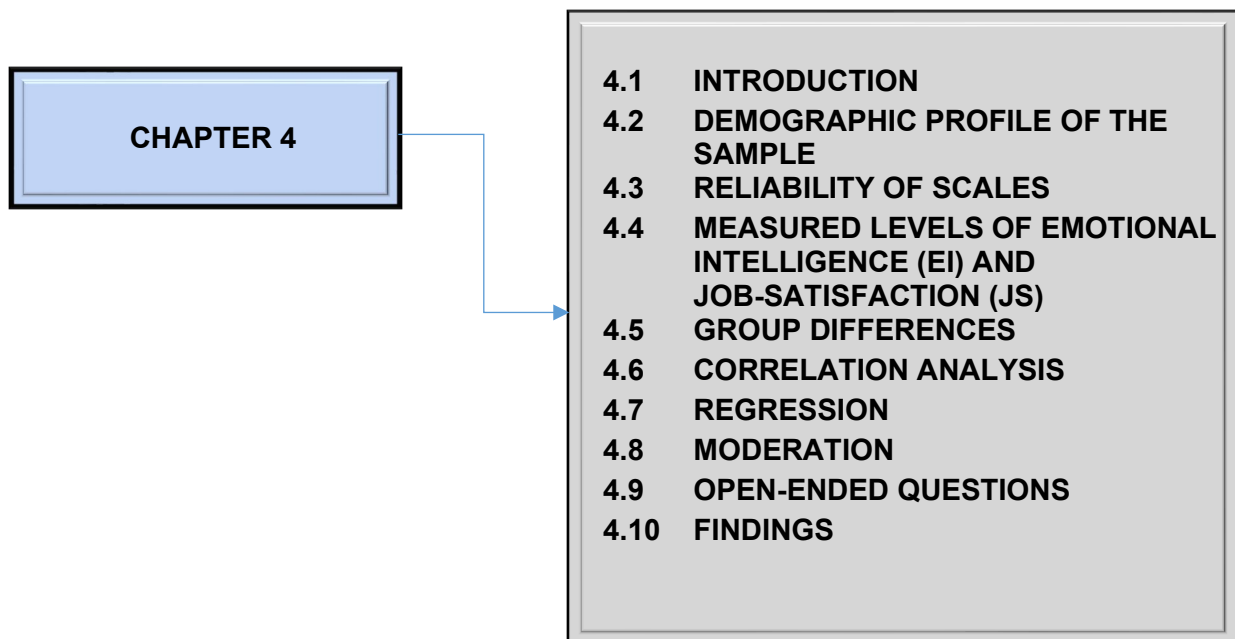 CHAPTER 4
4.1 INTRODUCTION
4.2 DEMOGRAPHIC PROFILE OF THE
SAMPLE
4.3 RELIABILITY OF SCALES
4.4 MEASURED LEVELS OF EMOTIONAL
INTELLIGENCE (EI) AND
JOB-SATISFACTION (JS)
4.5 GROUP DIFFERENCES
4.6 CORRELATION ANALYSIS
4.7 REGRESSION
4.8 MODERATION
4.9 OPEN-ENDED QUESTIONS
4.10 FINDINGS